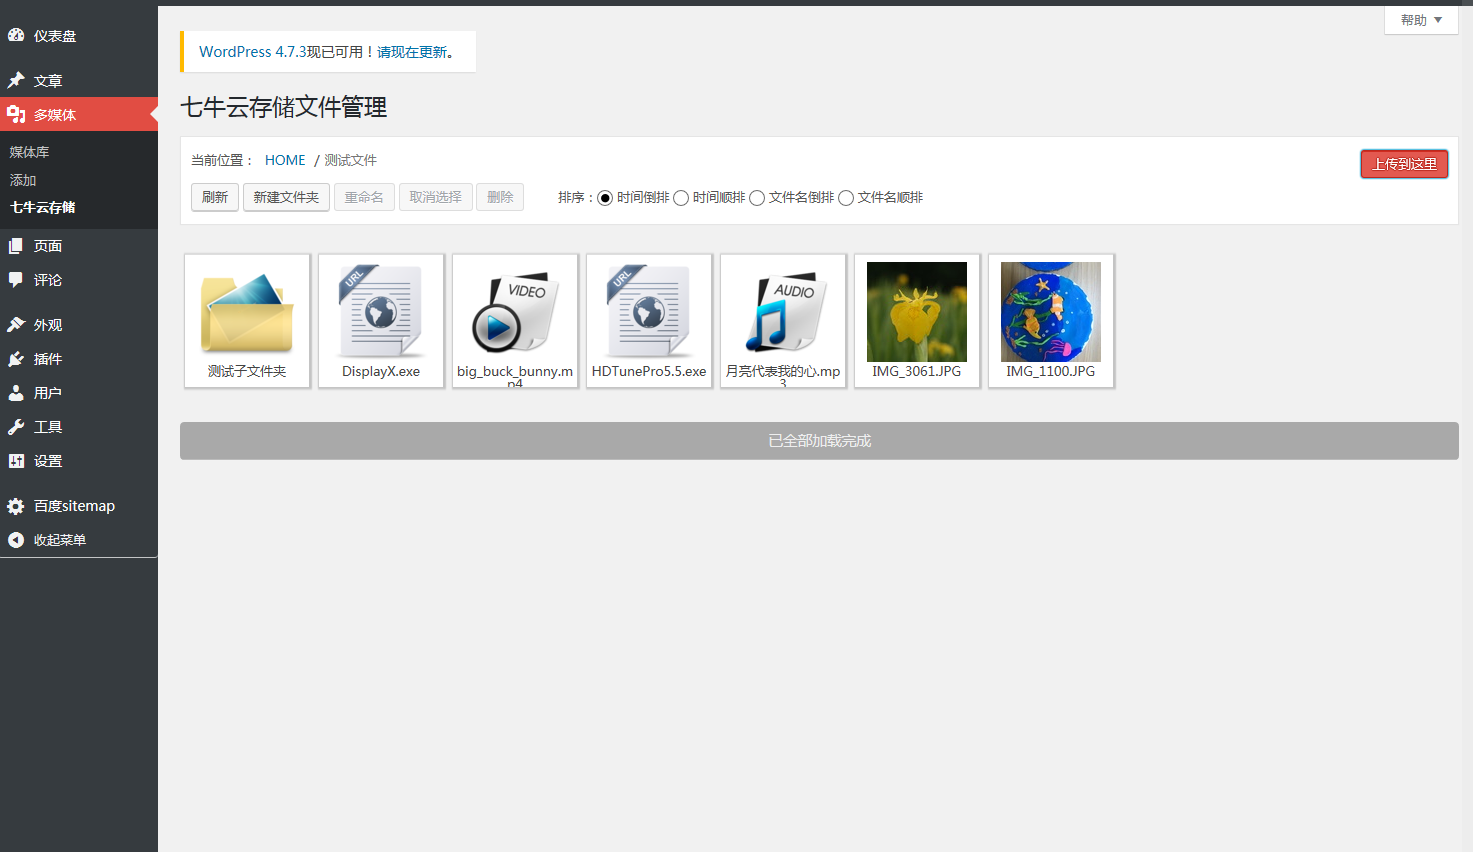 帮助
仪表盘
文章
多媒体
媒体库
添加
七牛云存储
页面
评论
外观
插件
用户
工具
设置
百度sitemap
收起菜单
WordPress 4.7.3现已可用！请现在更新。
七牛云存储文件管理
当前位置： HOME / 测试文件
上传到这里
刷新 新建文件夹 重命名 取消选择 删除 排序：时间倒排 时间顺排 文件名倒排 文件名顺排
URL
VIDEO
URL
AUDIO
测试子文件夹
DisplayX.exe
big_buck_bunny.m
p4
HDTunePro5.5.exe
月亮代表我的心.mp
3
IMG_3061.JPG
IMG_1100.JPG
已全部加载完成